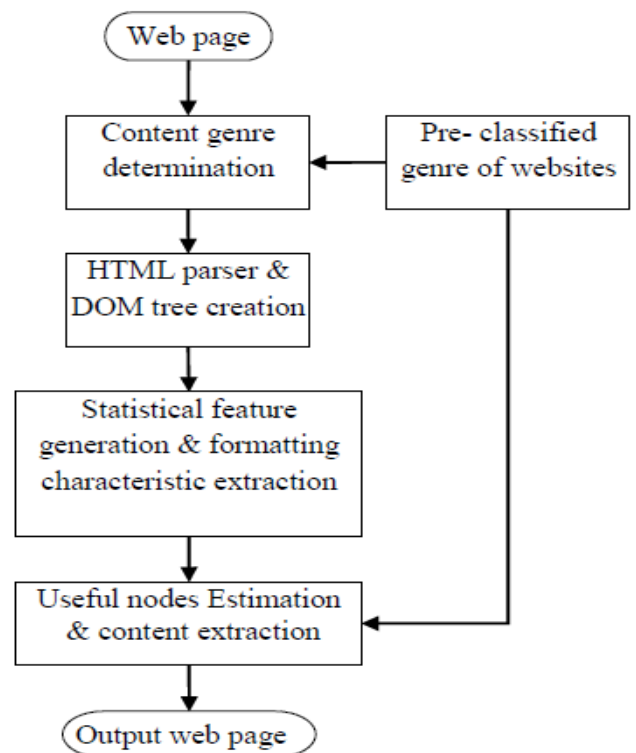 Web page
Content genre
determination
Pre- classified
genre of websites
HTML parser &
DOM tree creation
Statistical feature
generation & formatting
characteristic extraction
Useful nodes Estimation
& content extraction
Output web page